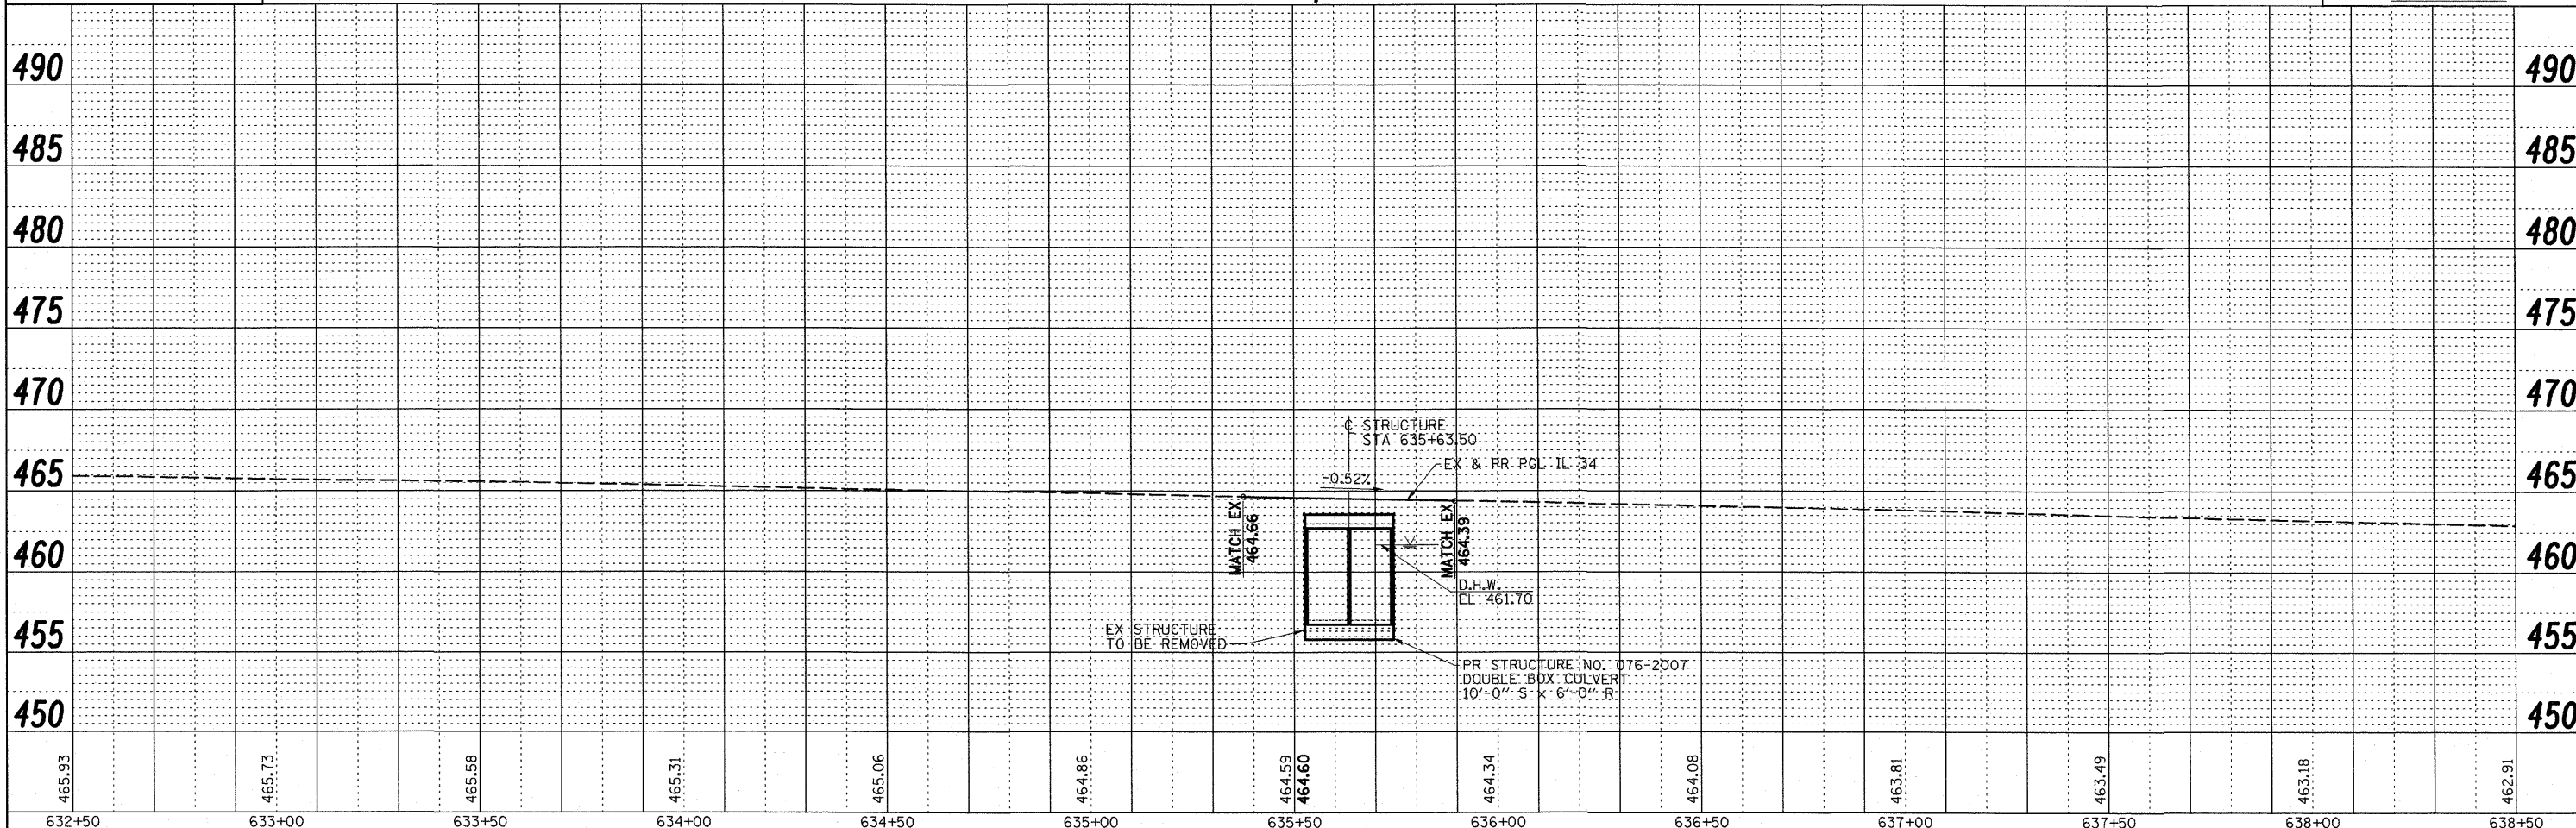 490 490
485 485
480 480
475 475
470 470
℄ STRUCTURE
STA 635+63.50
465 465
EX & PR PGL IL 34
-0.52%
MATCH EX
464.66
MATCH EX
464.39
460 460
D.H.W.
EL 461.70
EX STRUCTURE
TO BE REMOVED
455 455
PR STRUCTURE NO. 076-2007
DOUBLE BOX CULVERT
10'-0" S x 6'-0" R
450 450
465.93 465.73 465.58 465.31 465.06 464.86 464.59 464.60 464.34 464.08 463.81 463.49 463.18 462.91
632+50 633+00 633+50 634+00 634+50 635+00 635+50 636+00 636+50 637+00 637+50 638+00 638+50